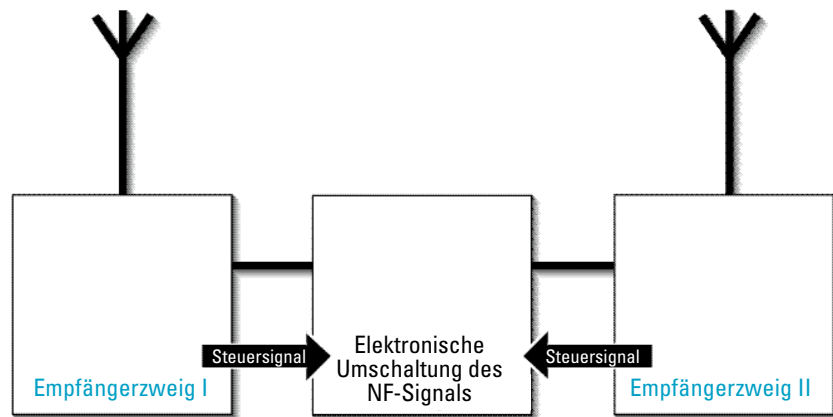 Steuersignal
Empfängerzweig I
Elektronische
Umschaltung des
NF-Signals
Steuersignal
Empfängerzweig II